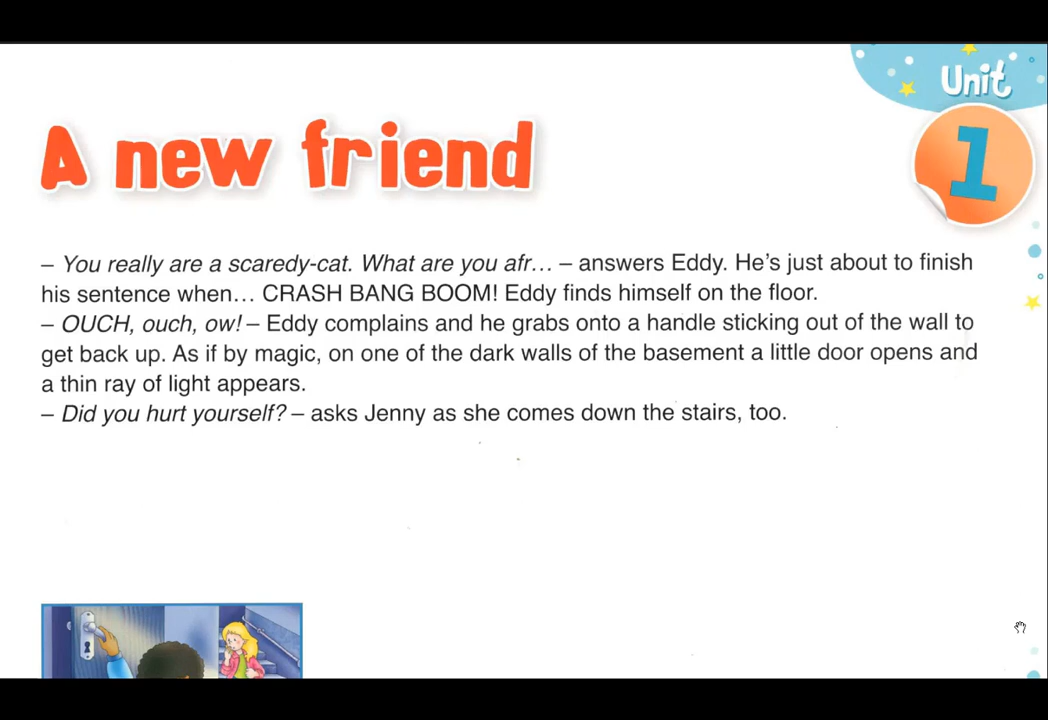 Unit
1
A new friend
– You really are a scaredy-cat. What are you afr... – answers Eddy. He's just about to finish
his sentence when... CRASH BANG BOOM! Eddy finds himself on the floor.
– OUCH, ouch, ow! – Eddy complains and he grabs onto a handle sticking out of the wall to
get back up. As if by magic, on one of the dark walls of the basement a little door opens and
a thin ray of light appears.
– Did you hurt yourself? – asks Jenny as she comes down the stairs, too.